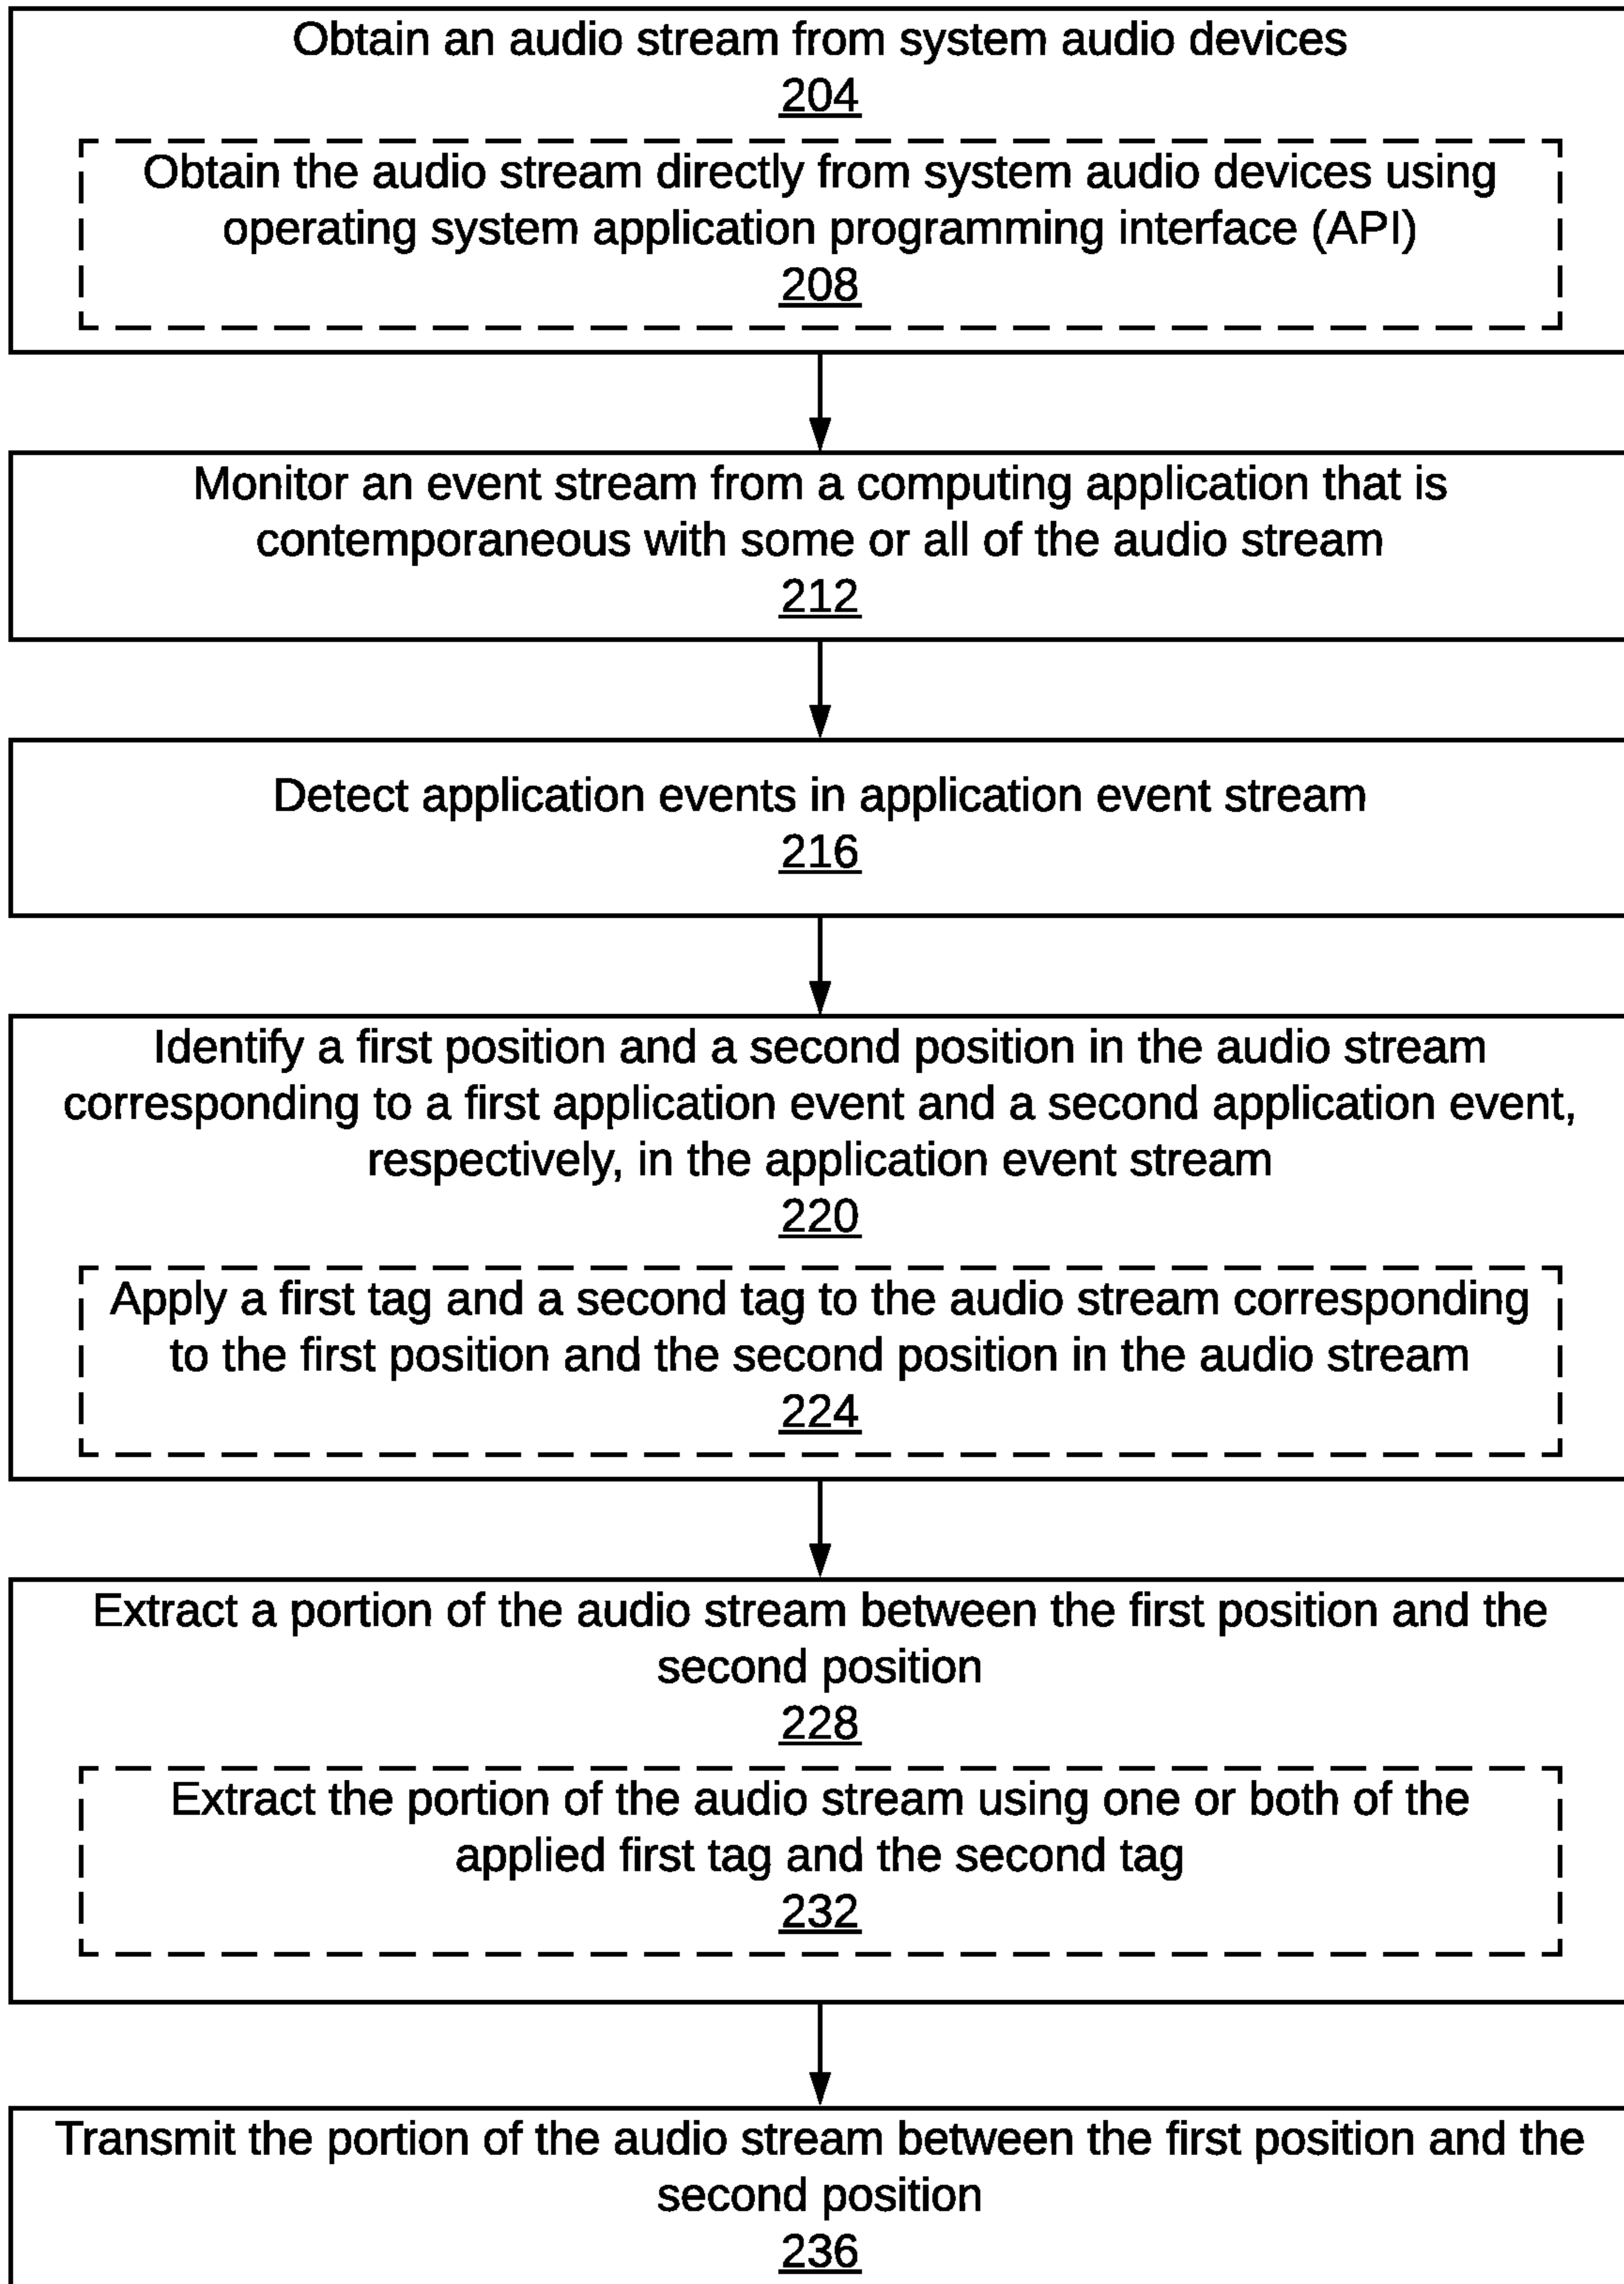 Obtain an audio stream from system audio devices
204
Obtain the audio stream directly from system audio devices using
operating system application programming interface (API)
208
Monitor an event stream from a computing application that is
contemporaneous with some or all of the audio stream
212
Detect application events in application event stream
216
Identify a first position and a second position in the audio stream
corresponding to a first application event and a second application event,
respectively, in the application event stream
220
Apply a first tag and a second tag to the audio stream corresponding
to the first position and the second position in the audio stream
224
Extract a portion of the audio stream between the first position and the
second position
228
Extract the portion of the audio stream using one or both of the
applied first tag and the second tag
232
Transmit the portion of the audio stream between the first position and the
second position
236